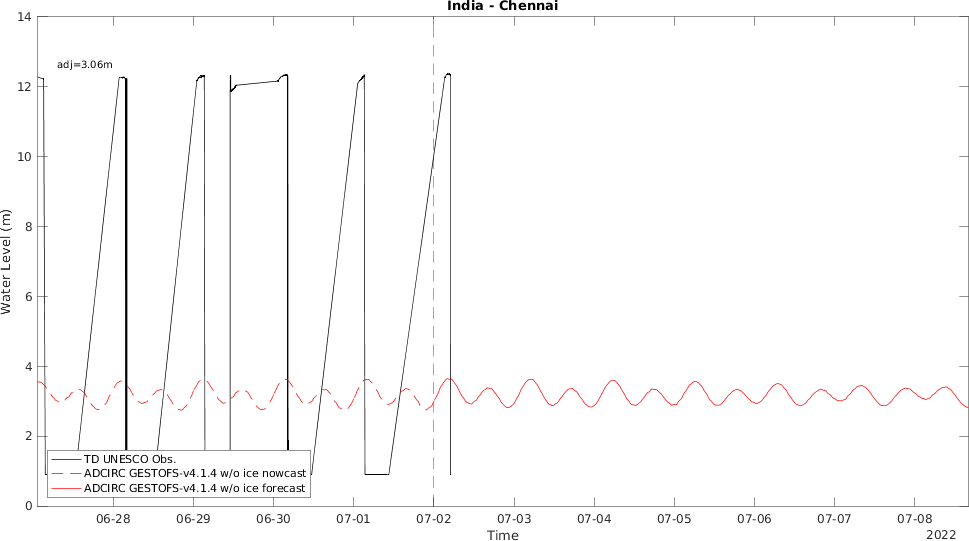 India - Chennai
adj=3.06m
Water Level (m)
14
12
10
8
6
4
2
0
TD UNESCO Obs.
ADCIRC GESTOFS-v4.1.4 w/o ice nowcast
ADCIRC GESTOFS-v4.1.4 w/o ice forecast
06-28 06-29 06-30 07-01 07-02 07-03 07-04 07-05 07-06 07-07 07-08
Time
2022